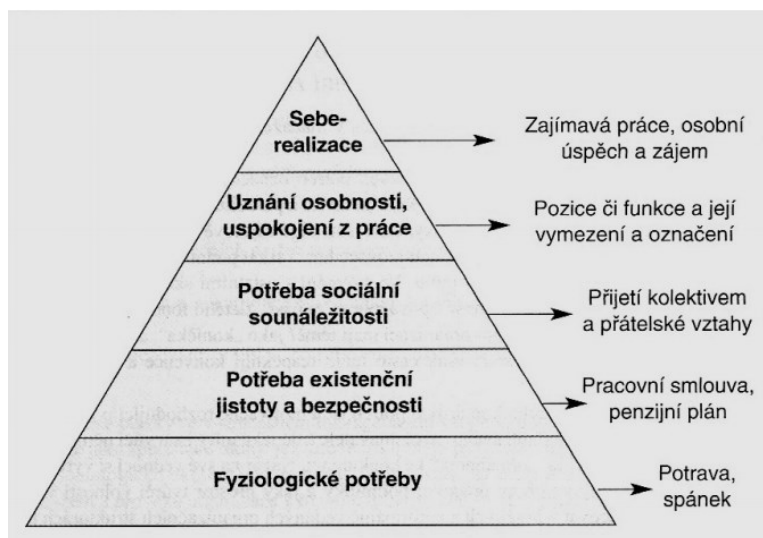 Sebe-
realizace
Zajímavá práce, osobní
úspěch a zájem
Uznání osobnosti,
uspokojení z práce
Pozice či funkce a její
vymezení a označení
Potřeba sociální
sounáležitosti
Přijetí kolektivem
a přátelské vztahy
Potřeba existenční
jistoty a bezpečnosti
Pracovní smlouva,
penzijní plán
Fyziologické potřeby
Potrava,
spánek